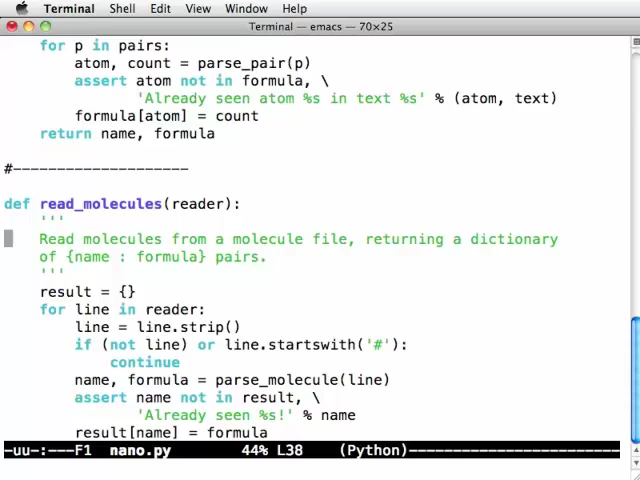 Terminal Shell Edit View Window Help
Terminal — emacs — 70×25
for p in pairs:
atom, count = parse_pair(p)
assert atom not in formula, \
'Already seen atom %s in text %s' % (atom, text)
formula[atom] = count
return name, formula
#--------------------
def read_molecules(reader):
'''
Read molecules from a molecule file, returning a dictionary
of {name : formula} pairs.
'''
result = {}
for line in reader:
line = line.strip()
if (not line) or line.startswith('#'):
continue
name, formula = parse_molecule(line)
assert name not in result, \
'Already seen %s!' % name
result[name] = formula
-uu-:---F1 nano.py 44% L38 (Python)------------------------